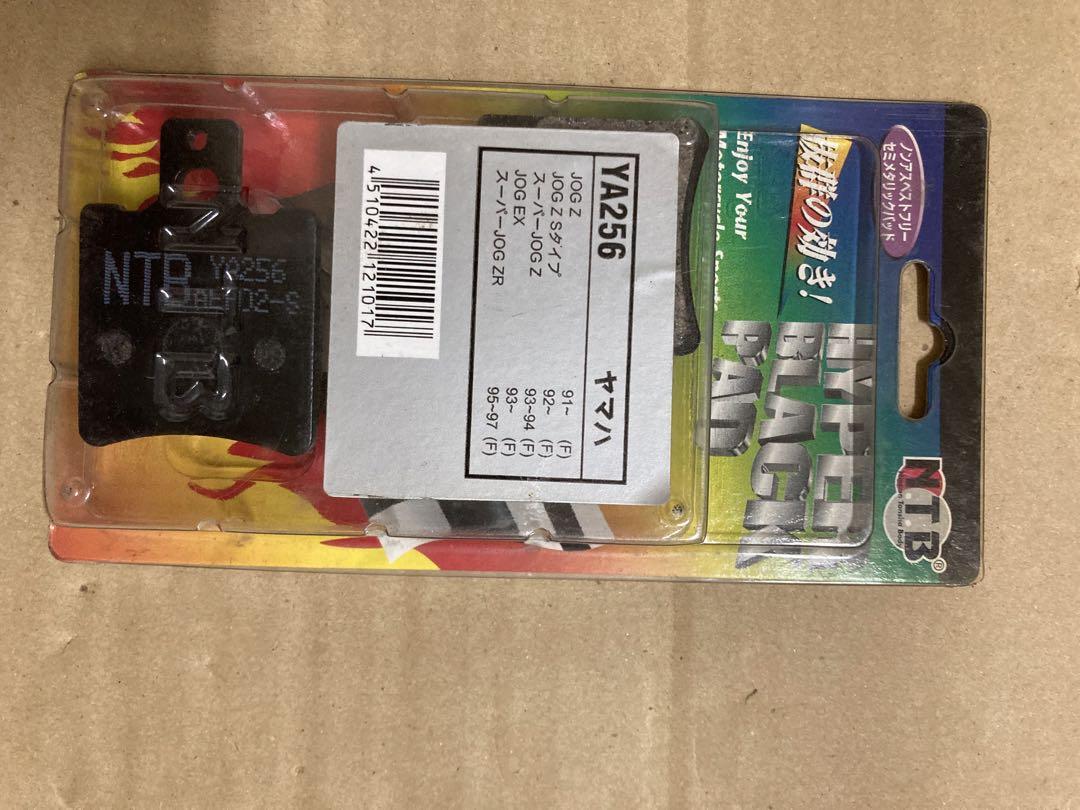 ノンアスベストフリー
セミメタリックパッド
抜群の効き!
Enjoy Your
HYPER
BLACK
PAD
NTB
®
YA256 ヤマハ
JOG Z 91~ (F)
JOG Z Sタイプ 92~ (F)
スーパーJOG Z 93~94 (F)
JOG EX 93~ (F)
スーパーJOG ZR 95~97 (F)
4510422121017
NTB YA256